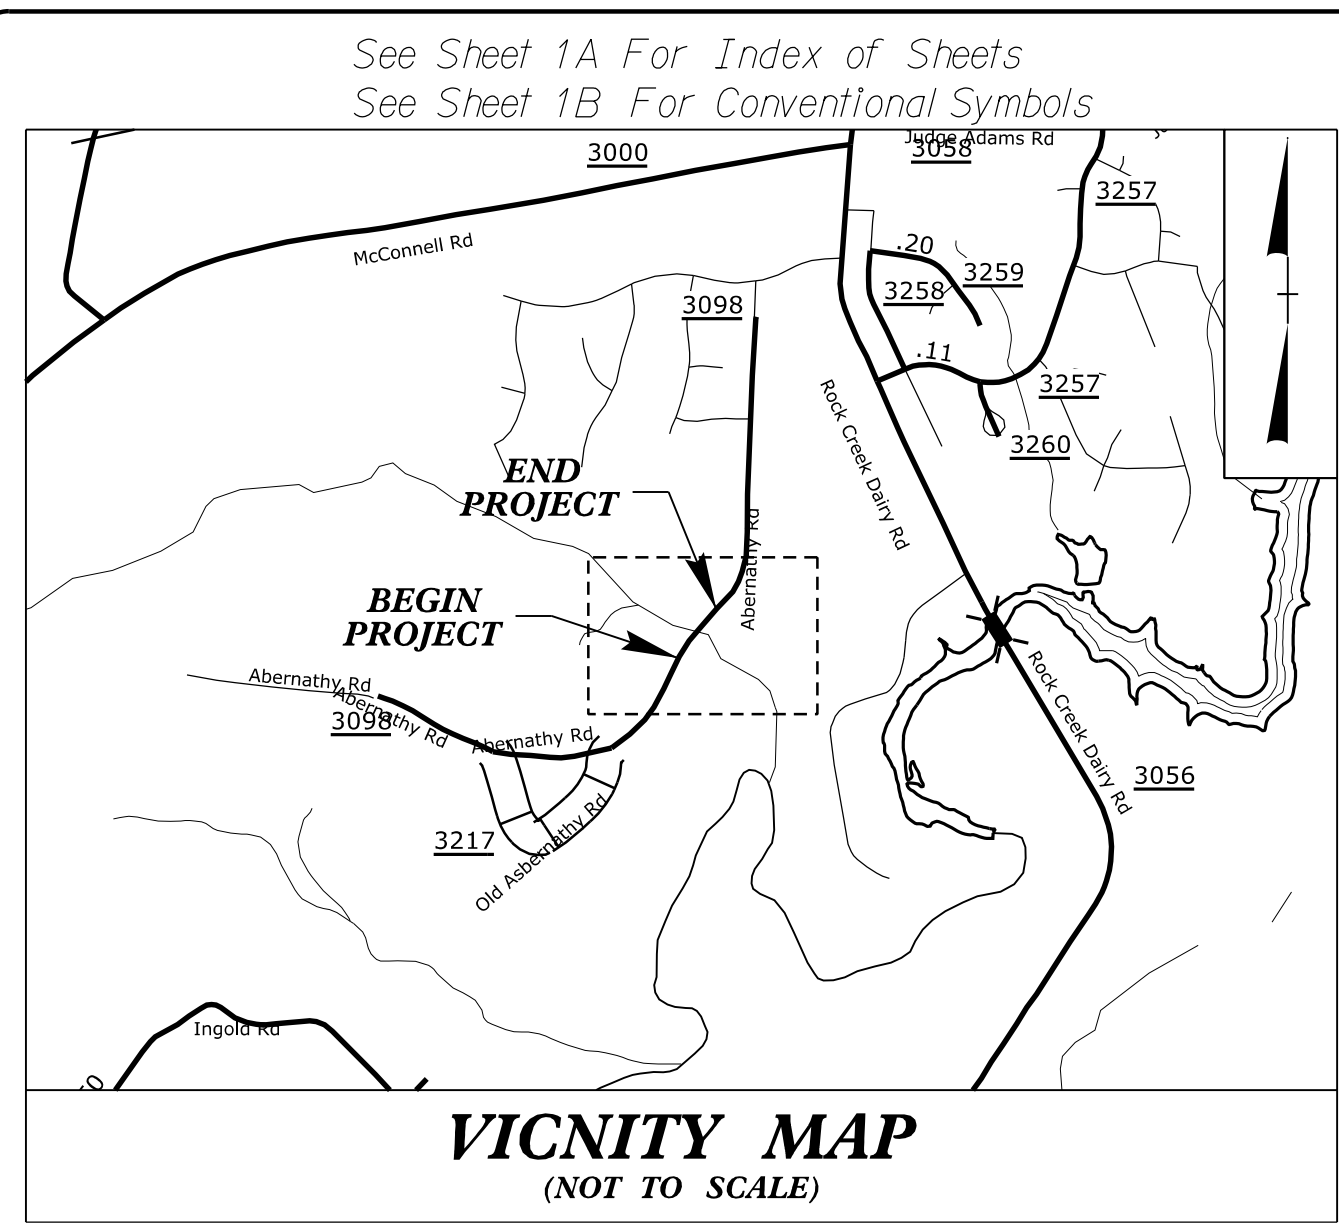 See Sheet 1A For Index of Sheets
See Sheet 1B For Conventional Symbols
Judge Adams Rd
3058
3000
3257
McConnell Rd
.20
3259
3258
3098
.11
3257
Rock Creek Dairy Rd
3260
END
PROJECT
Abernathy Rd
BEGIN
PROJECT
Abernathy Rd
Abernathy Rd
3098
Abernathy Rd
Rock Creek Dairy Rd
3056
3217
Old Asbernathy Rd
Ingold Rd
VICNITY MAP
(NOT TO SCALE)